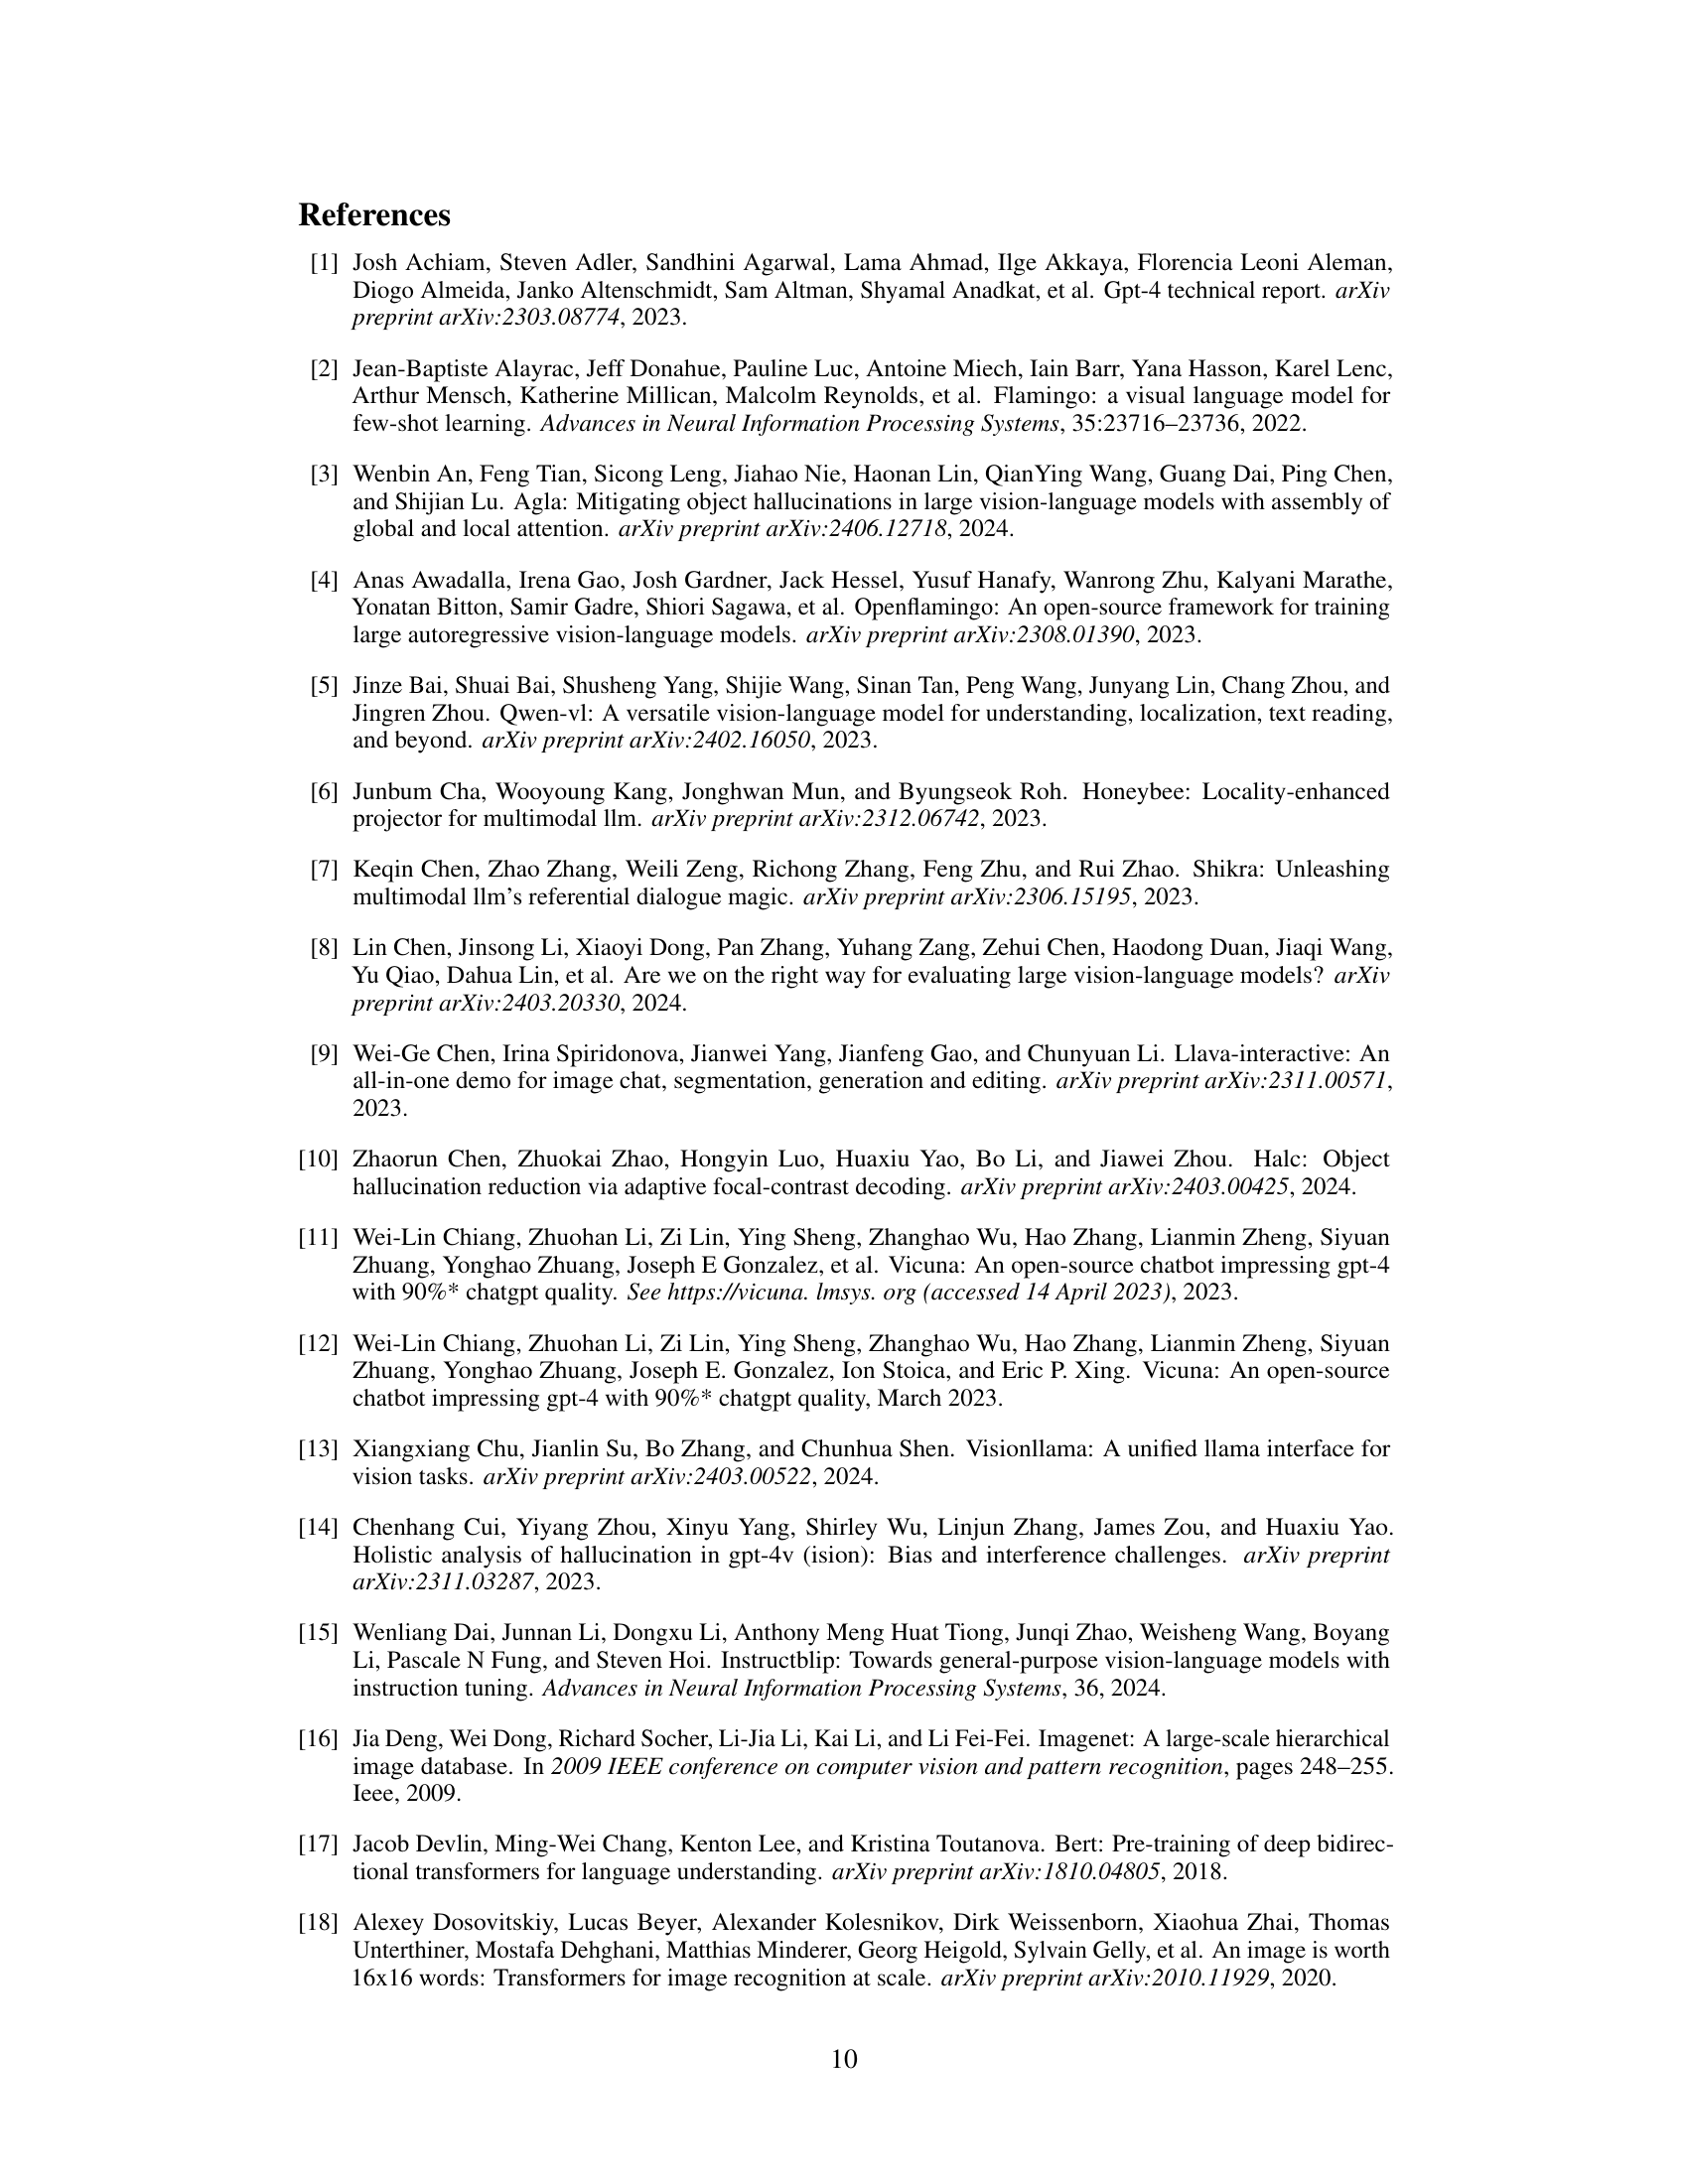 References
[1] Josh Achiam, Steven Adler, Sandhini Agarwal, Lama Ahmad, Ilge Akkaya, Florencia Leoni Aleman,
Diogo Almeida, Janko Altenschmidt, Sam Altman, Shyamal Anadkat, et al. Gpt-4 technical report. arXiv
preprint arXiv:2303.08774, 2023.
[2] Jean-Baptiste Alayrac, Jeff Donahue, Pauline Luc, Antoine Miech, Iain Barr, Yana Hasson, Karel Lenc,
Arthur Mensch, Katherine Millican, Malcolm Reynolds, et al. Flamingo: a visual language model for
few-shot learning. Advances in Neural Information Processing Systems, 35:23716–23736, 2022.
[3] Wenbin An, Feng Tian, Sicong Leng, Jiahao Nie, Haonan Lin, QianYing Wang, Guang Dai, Ping Chen,
and Shijian Lu. Agla: Mitigating object hallucinations in large vision-language models with assembly of
global and local attention. arXiv preprint arXiv:2406.12718, 2024.
[4] Anas Awadalla, Irena Gao, Josh Gardner, Jack Hessel, Yusuf Hanafy, Wanrong Zhu, Kalyani Marathe,
Yonatan Bitton, Samir Gadre, Shiori Sagawa, et al. Openflamingo: An open-source framework for training
large autoregressive vision-language models. arXiv preprint arXiv:2308.01390, 2023.
[5] Jinze Bai, Shuai Bai, Shusheng Yang, Shijie Wang, Sinan Tan, Peng Wang, Junyang Lin, Chang Zhou, and
Jingren Zhou. Qwen-vl: A versatile vision-language model for understanding, localization, text reading,
and beyond. arXiv preprint arXiv:2402.16050, 2023.
[6] Junbum Cha, Wooyoung Kang, Jonghwan Mun, and Byungseok Roh. Honeybee: Locality-enhanced
projector for multimodal llm. arXiv preprint arXiv:2312.06742, 2023.
[7] Keqin Chen, Zhao Zhang, Weili Zeng, Richong Zhang, Feng Zhu, and Rui Zhao. Shikra: Unleashing
multimodal llm's referential dialogue magic. arXiv preprint arXiv:2306.15195, 2023.
[8] Lin Chen, Jinsong Li, Xiaoyi Dong, Pan Zhang, Yuhang Zang, Zehui Chen, Haodong Duan, Jiaqi Wang,
Yu Qiao, Dahua Lin, et al. Are we on the right way for evaluating large vision-language models? arXiv
preprint arXiv:2403.20330, 2024.
[9] Wei-Ge Chen, Irina Spiridonova, Jianwei Yang, Jianfeng Gao, and Chunyuan Li. Llava-interactive: An
all-in-one demo for image chat, segmentation, generation and editing. arXiv preprint arXiv:2311.00571,
2023.
[10] Zhaorun Chen, Zhuokai Zhao, Hongyin Luo, Huaxiu Yao, Bo Li, and Jiawei Zhou. Halc: Object
hallucination reduction via adaptive focal-contrast decoding. arXiv preprint arXiv:2403.00425, 2024.
[11] Wei-Lin Chiang, Zhuohan Li, Zi Lin, Ying Sheng, Zhanghao Wu, Hao Zhang, Lianmin Zheng, Siyuan
Zhuang, Yonghao Zhuang, Joseph E Gonzalez, et al. Vicuna: An open-source chatbot impressing gpt-4
with 90%* chatgpt quality. See https://vicuna. lmsys. org (accessed 14 April 2023), 2023.
[12] Wei-Lin Chiang, Zhuohan Li, Zi Lin, Ying Sheng, Zhanghao Wu, Hao Zhang, Lianmin Zheng, Siyuan
Zhuang, Yonghao Zhuang, Joseph E. Gonzalez, Ion Stoica, and Eric P. Xing. Vicuna: An open-source
chatbot impressing gpt-4 with 90%* chatgpt quality, March 2023.
[13] Xiangxiang Chu, Jianlin Su, Bo Zhang, and Chunhua Shen. Visionllama: A unified llama interface for
vision tasks. arXiv preprint arXiv:2403.00522, 2024.
[14] Chenhang Cui, Yiyang Zhou, Xinyu Yang, Shirley Wu, Linjun Zhang, James Zou, and Huaxiu Yao.
Holistic analysis of hallucination in gpt-4v (ision): Bias and interference challenges. arXiv preprint
arXiv:2311.03287, 2023.
[15] Wenliang Dai, Junnan Li, Dongxu Li, Anthony Meng Huat Tiong, Junqi Zhao, Weisheng Wang, Boyang
Li, Pascale N Fung, and Steven Hoi. Instructblip: Towards general-purpose vision-language models with
instruction tuning. Advances in Neural Information Processing Systems, 36, 2024.
[16] Jia Deng, Wei Dong, Richard Socher, Li-Jia Li, Kai Li, and Li Fei-Fei. Imagenet: A large-scale hierarchical
image database. In 2009 IEEE conference on computer vision and pattern recognition, pages 248–255.
Ieee, 2009.
[17] Jacob Devlin, Ming-Wei Chang, Kenton Lee, and Kristina Toutanova. Bert: Pre-training of deep bidirec-
tional transformers for language understanding. arXiv preprint arXiv:1810.04805, 2018.
[18] Alexey Dosovitskiy, Lucas Beyer, Alexander Kolesnikov, Dirk Weissenborn, Xiaohua Zhai, Thomas
Unterthiner, Mostafa Dehghani, Matthias Minderer, Georg Heigold, Sylvain Gelly, et al. An image is worth
16x16 words: Transformers for image recognition at scale. arXiv preprint arXiv:2010.11929, 2020.
10